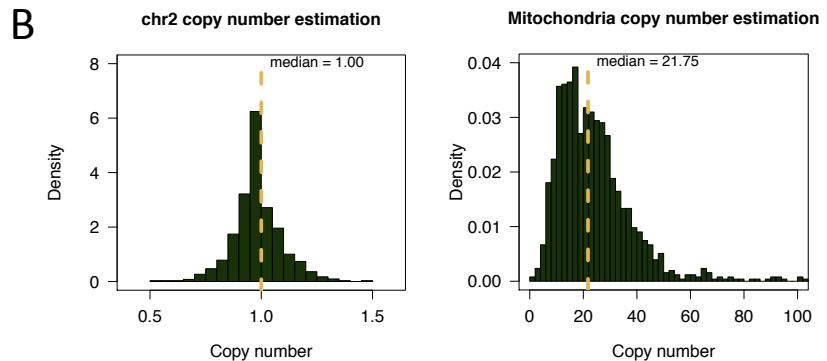 B
chr2 copy number estimation
median = 1.00
Density
8
6
4
2
0
0.5 1.0 1.5
Copy number
Mitochondria copy number estimation
median = 21.75
Density
0.04
0.03
0.02
0.01
0.00
0 20 40 60 80 100
Copy number